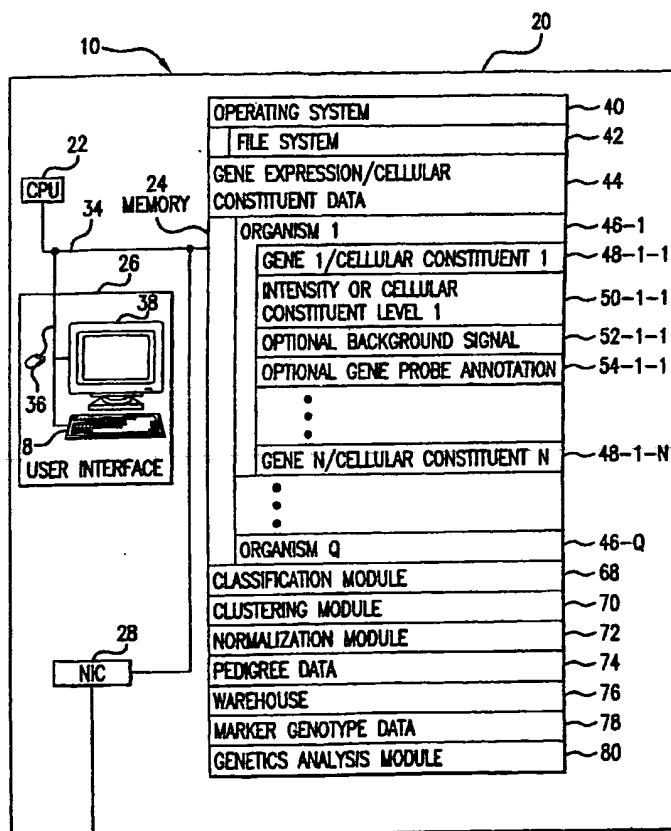 10
20
OPERATING SYSTEM
40
FILE SYSTEM
42
22
CPU
24
MEMORY
34
GENE EXPRESSION/CELLULAR
CONSTITUENT DATA
44
ORGANISM 1
46-1
GENE 1/CELLULAR CONSTITUENT 1
48-1-1
INTENSITY OR CELLULAR
CONSTITUENT LEVEL 1
50-1-1
OPTIONAL BACKGROUND SIGNAL
52-1-1
OPTIONAL GENE PROBE ANNOTATION
54-1-1
26
38
36
8
USER INTERFACE
GENE N/CELLULAR CONSTITUENT N
48-1-N
ORGANISM Q
46-Q
CLASSIFICATION MODULE
68
CLUSTERING MODULE
70
NORMALIZATION MODULE
72
28
NIC
PEDIGREE DATA
74
WAREHOUSE
76
MARKER GENOTYPE DATA
78
GENETICS ANALYSIS MODULE
80